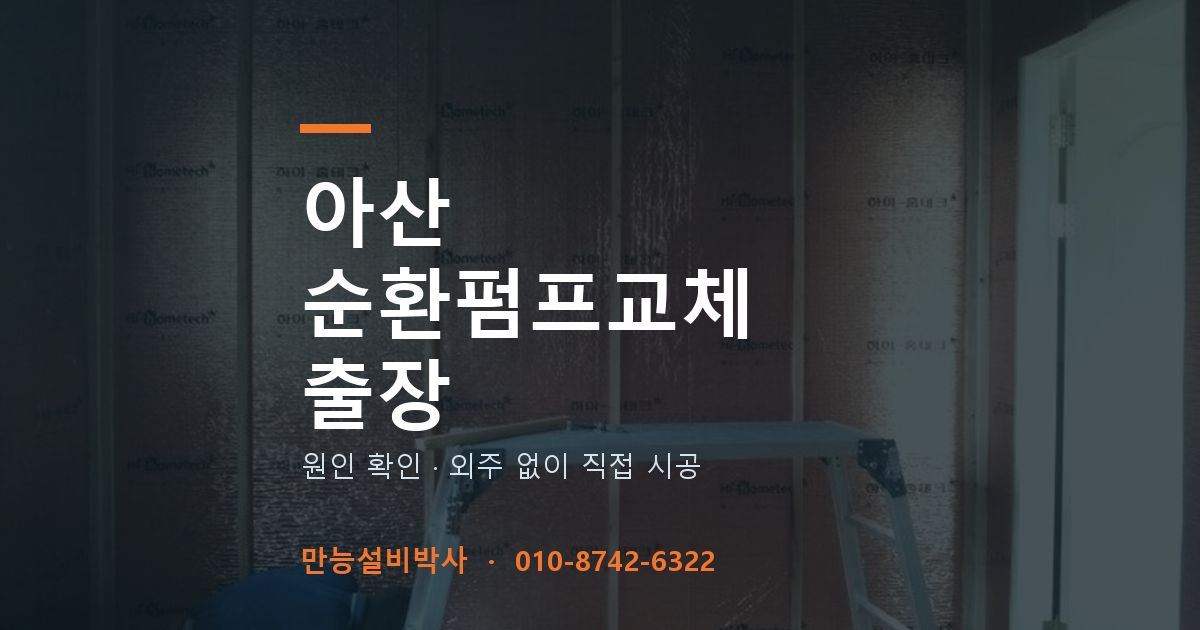 아산
순환펌프교체
출장
원인 확인 · 외주 없이 직접 시공
만능설비박사 · 010-8742-6322